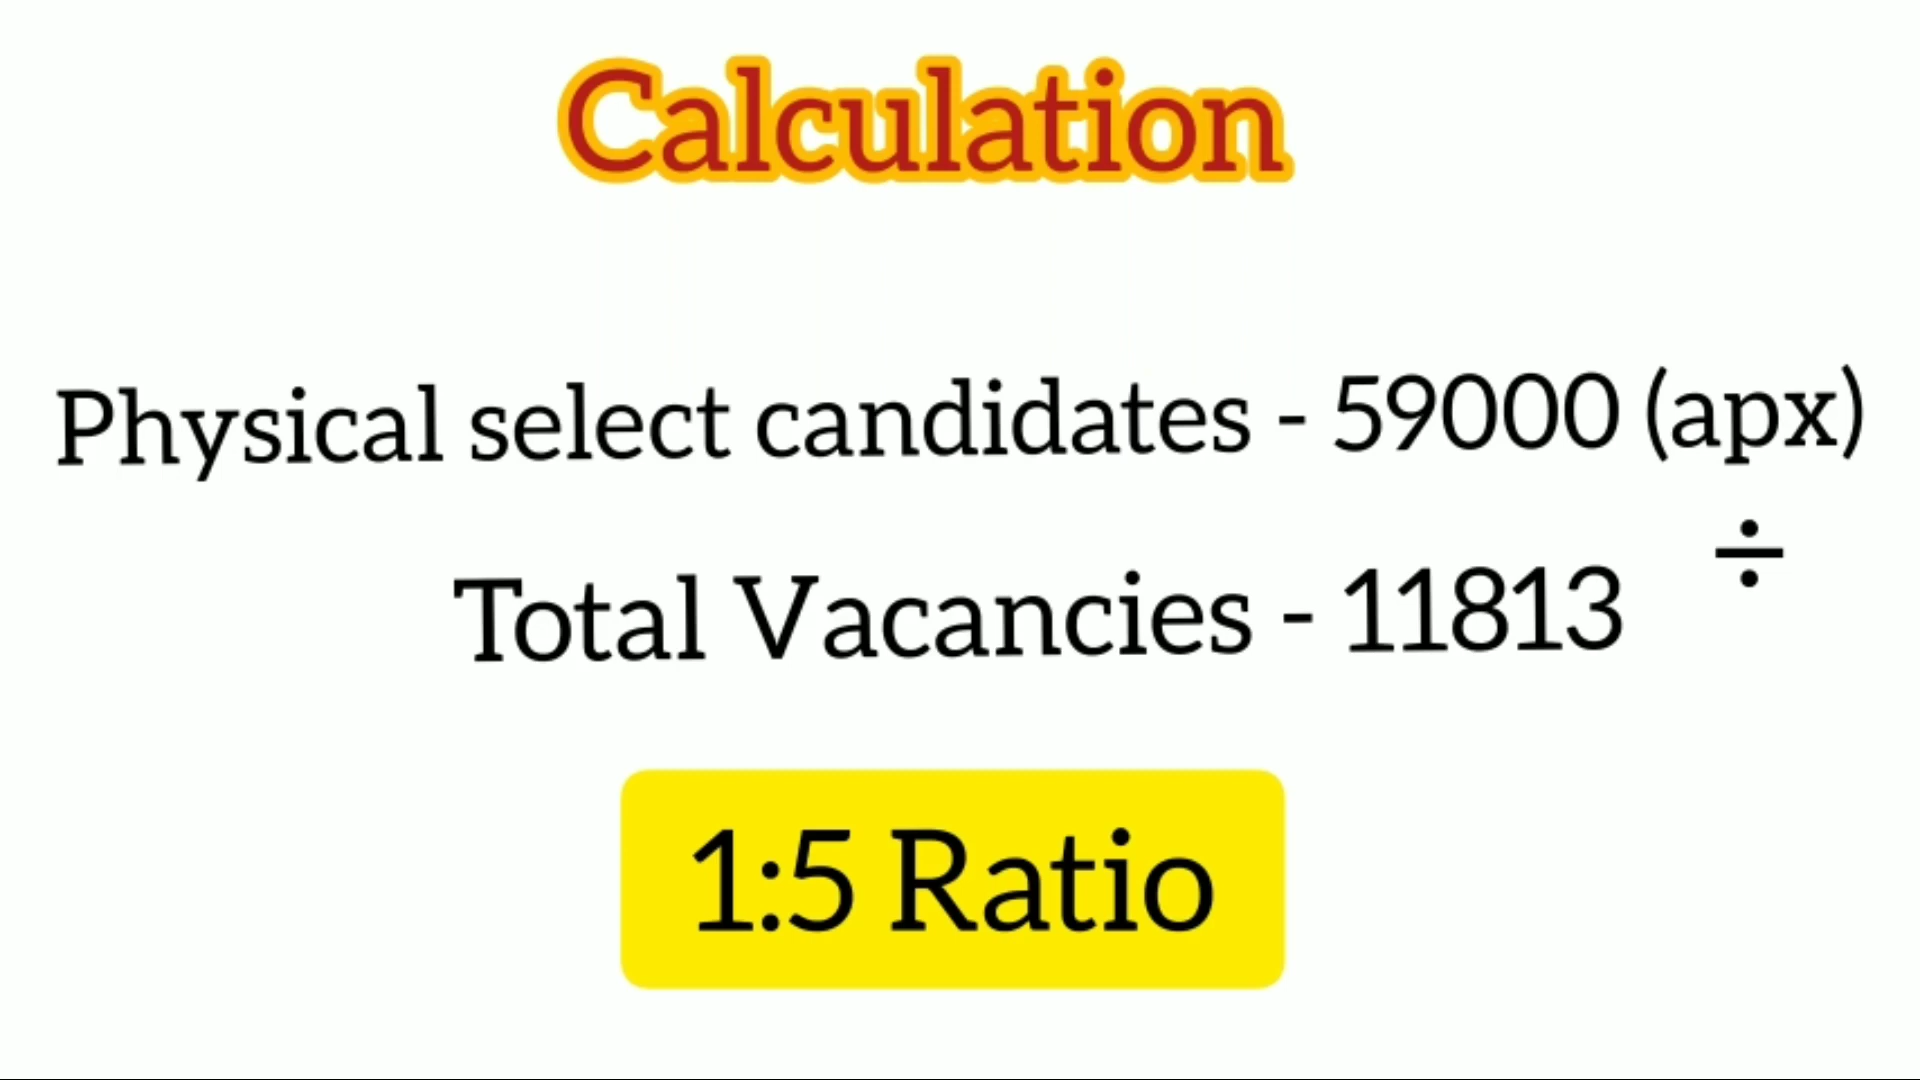 Calculation
Physical select candidates - 59000 (apx)
÷
Total Vacancies - 11813
1:5 Ratio